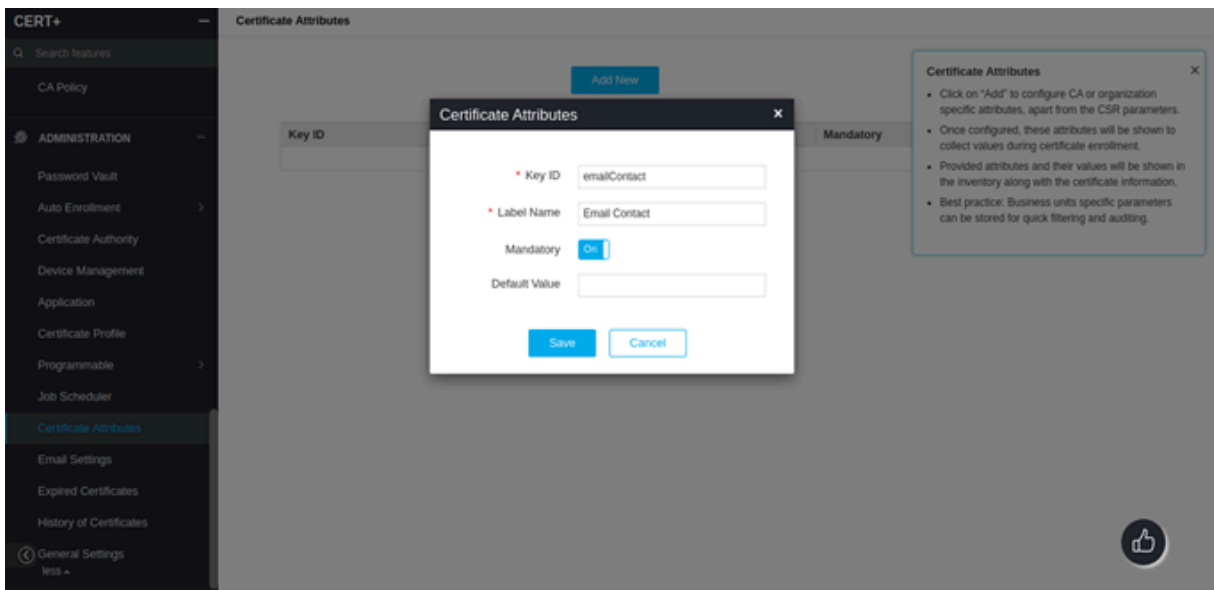 CERT+
Search features
CA Policy
ADMINISTRATION
Password Vault
Auto Enrollment
Certificate Authority
Device Management
Application
Certificate Profile
Programmable
Job Scheduler
Certificate Attributes
Email Settings
Expired Certificates
History of Certificates
General Settings
less
Certificate Attributes
Add New
Key ID
Mandatory
Certificate Attributes
* Key ID emailContact
* Label Name Email Contact
Mandatory On
Default Value
Save Cancel
Certificate Attributes
• Click on "Add" to configure CA or organization
specific attributes, apart from the CSR parameters.
• Once configured, these attributes will be shown to
collect values during certificate enrollment.
• Provided attributes and their values will be shown in
the inventory along with the certificate information.
• Best practice: Business units specific parameters
can be stored for quick filtering and auditing.